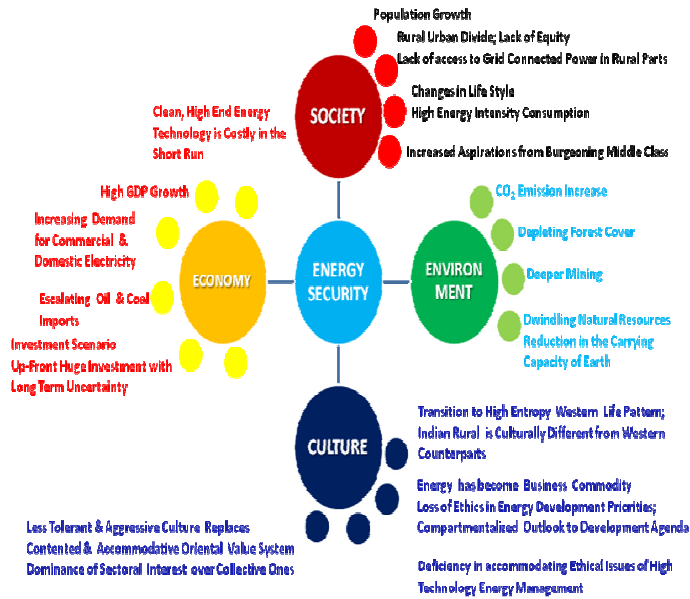 Population Growth
Rural Urban Divide; Lack of Equity
Lack of access to Grid Connected Power in Rural Parts
Changes in Life Style
High Energy Intensity Consumption
Increased Aspirations from Burgeoning Middle Class
SOCIETY
Clean, High End Energy
Technology is Costly in the
Short Run
High GDP Growth
Increasing Demand
for Commercial &
Domestic Electricity
Escalating Oil & Coal
Imports
Investment Scenario
Up-Front Huge Investment with
Long Term Uncertainty
ECONOMY
ENERGY
SECURITY
ENVIRON
MENT
CO₂ Emission Increase
Depleting Forest Cover
Deeper Mining
Dwindling Natural Resources
Reduction in the Carrying
Capacity of Earth
CULTURE
Transition to High Entropy Western Life Pattern;
Indian Rural is Culturally Different from Western
Counterparts
Energy has become Business Commodity
Loss of Ethics in Energy Development Priorities;
Compartmentalized Outlook to Development Agenda
Deficiency in accommodating Ethical Issues of High
Technology Energy Management
Less Tolerant & Aggressive Culture Replaces
Contented & Accommodative Oriental Value System
Dominance of Sectoral Interest over Collective Ones